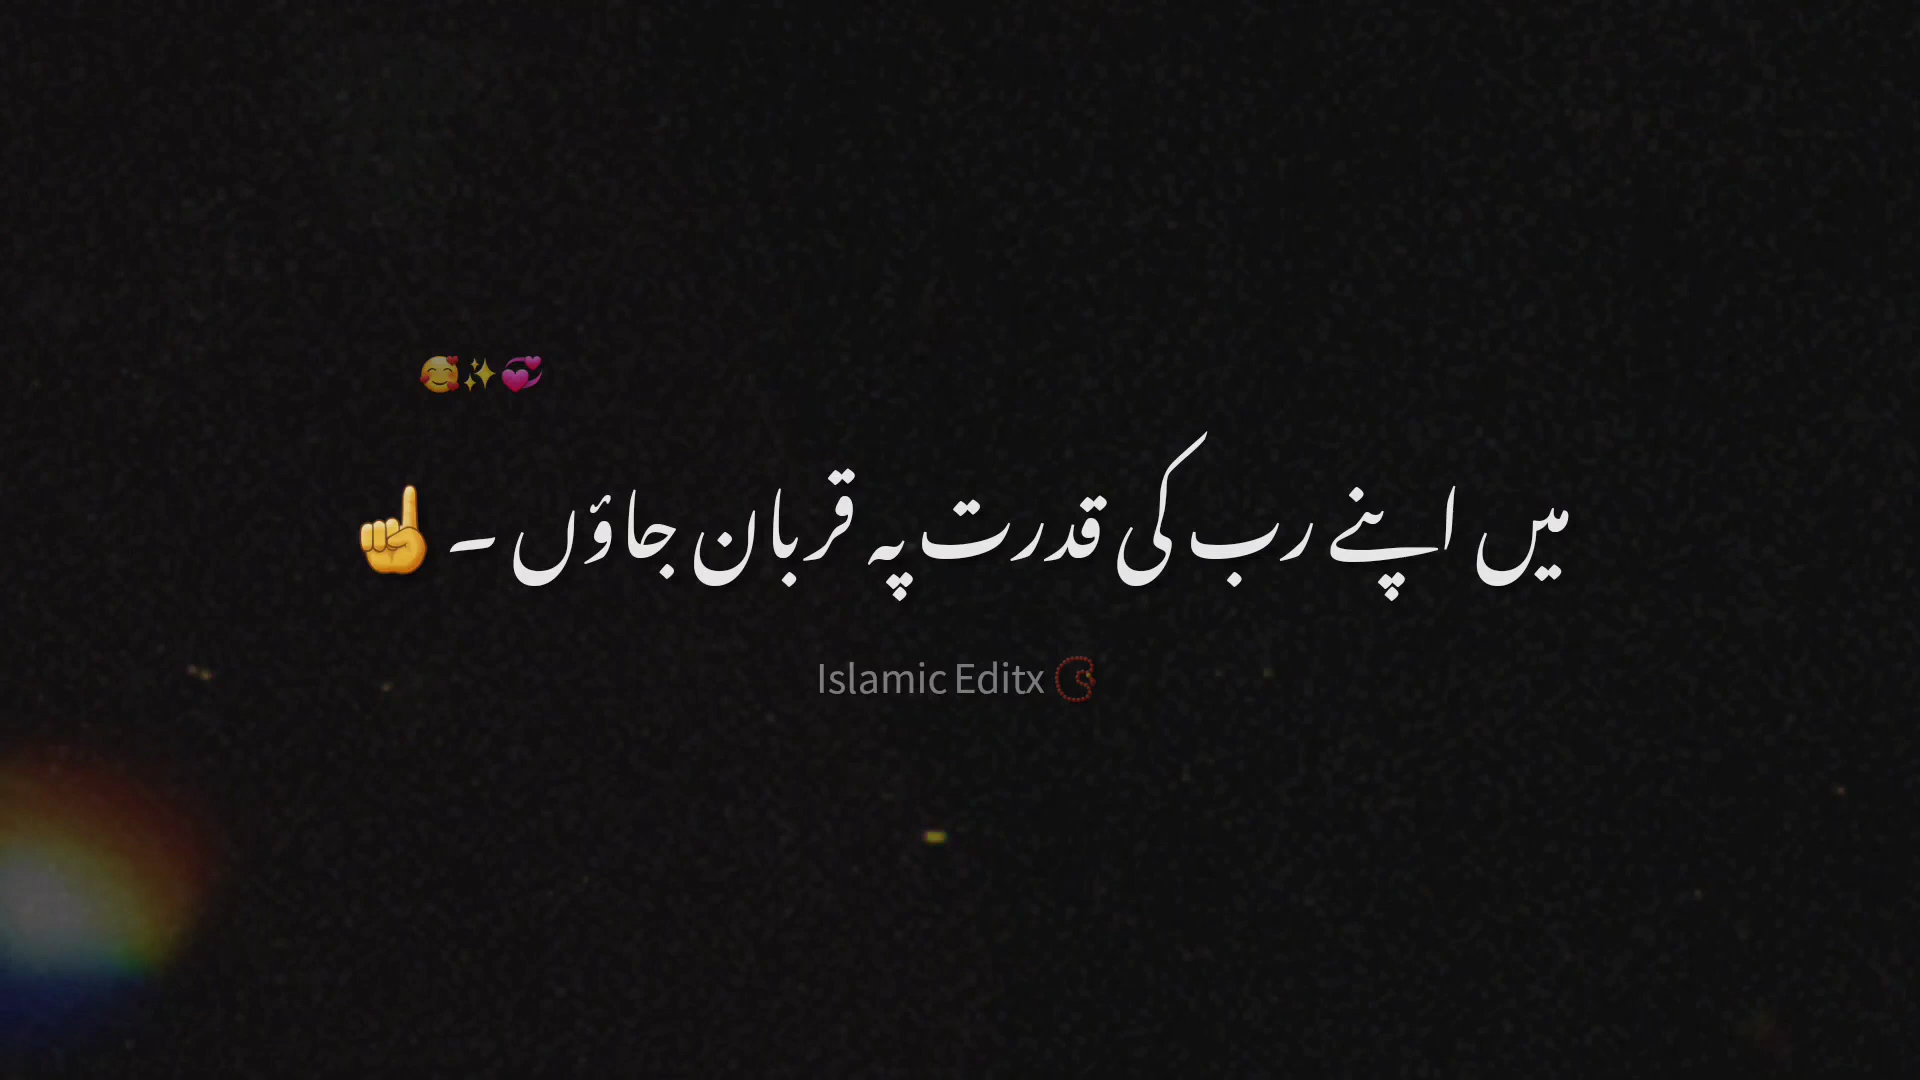 🥰✨💞
میں اپنے رب کی قدرت پہ قربان جاؤں ۔ ☝️
Islamic Editx 📿